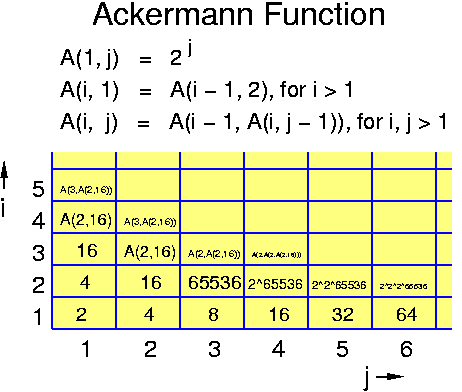 Ackermann Function
A(1, j) = 2^j
A(i, 1) = A(i − 1, 2), for i > 1
A(i, j) = A(i − 1, A(i, j − 1)), for i, j > 1
5 A(3,A(2,16))
i
4 A(2,16) A(3,A(2,16))
3 16 A(2,16) A(2,A(2,16)) A(2,A(2,A(2,16)))
2 4 16 65536 2^65536 2^2^65536 2^2^2^65536
1 2 4 8 16 32 64
1 2 3 4 5 6
j